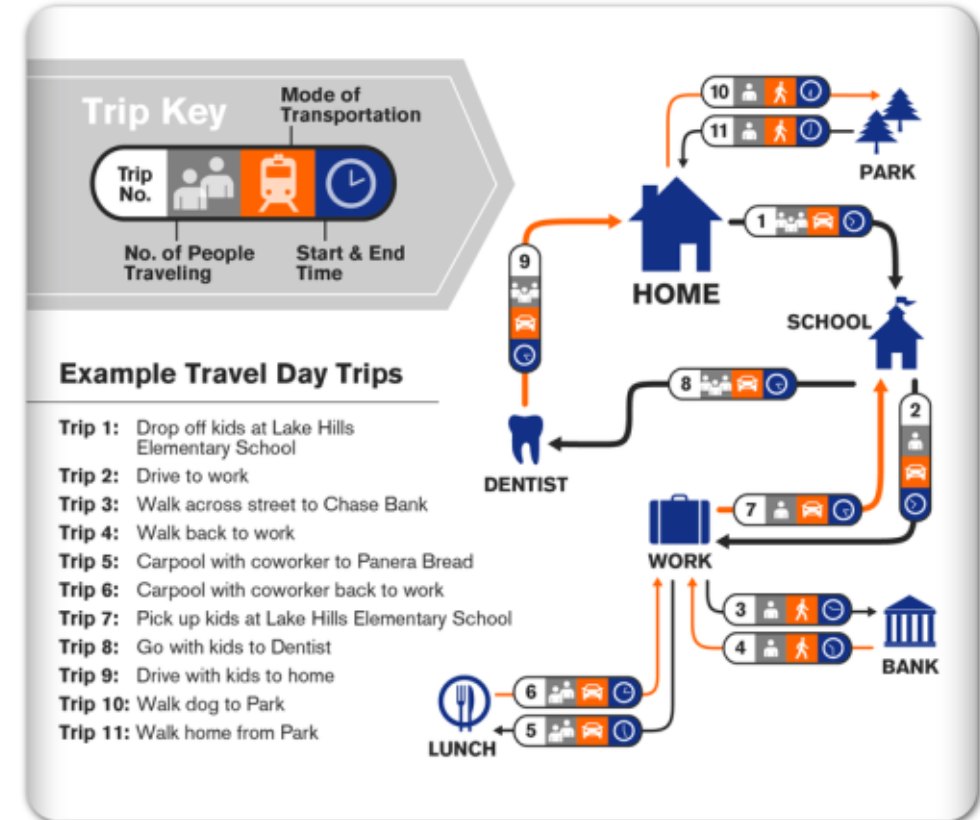 Trip Key
Mode of
Transportation
Trip
No.
No. of People
Traveling
Start & End
Time
Example Travel Day Trips
Trip 1: Drop off kids at Lake Hills
Elementary School
Trip 2: Drive to work
Trip 3: Walk across street to Chase Bank
Trip 4: Walk back to work
Trip 5: Carpool with coworker to Panera Bread
Trip 6: Carpool with coworker back to work
Trip 7: Pick up kids at Lake Hills Elementary School
Trip 8: Go with kids to Dentist
Trip 9: Drive with kids to home
Trip 10: Walk dog to Park
Trip 11: Walk home from Park
10
11
PARK
1
9
HOME
SCHOOL
8
2
DENTIST
7
WORK
3
4
BANK
6
5
LUNCH